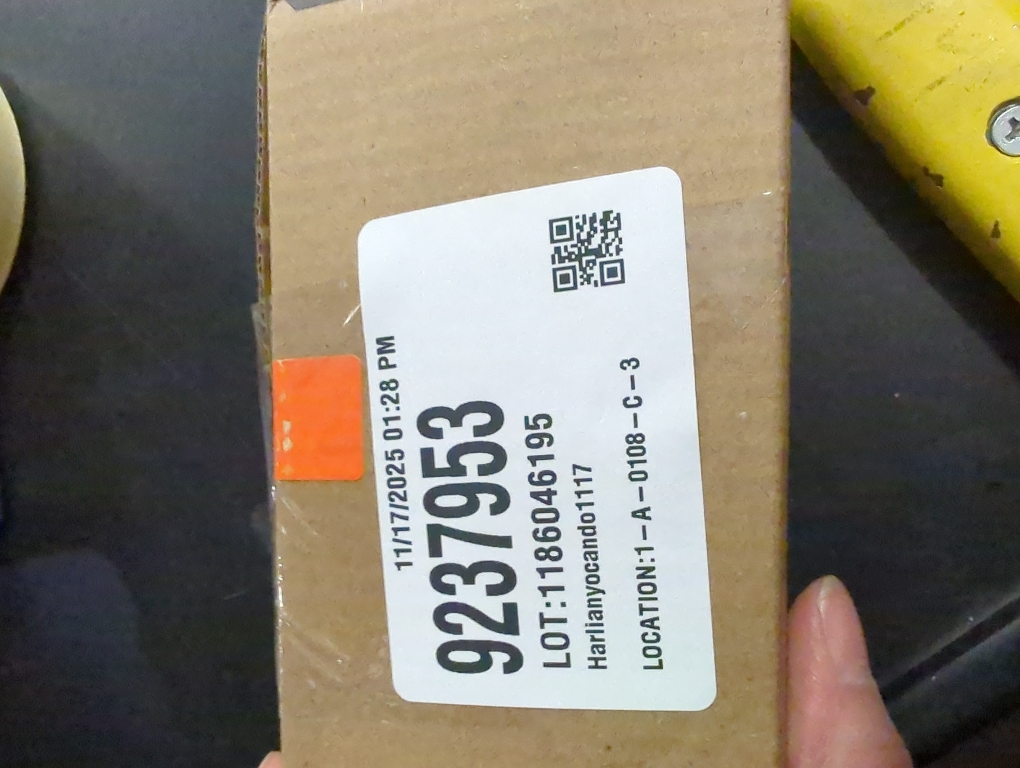 11/17/2025 01:28 PM
9237953
LOT:1186046195
Harlianyocando1117
LOCATION:1-A-0108-C-3